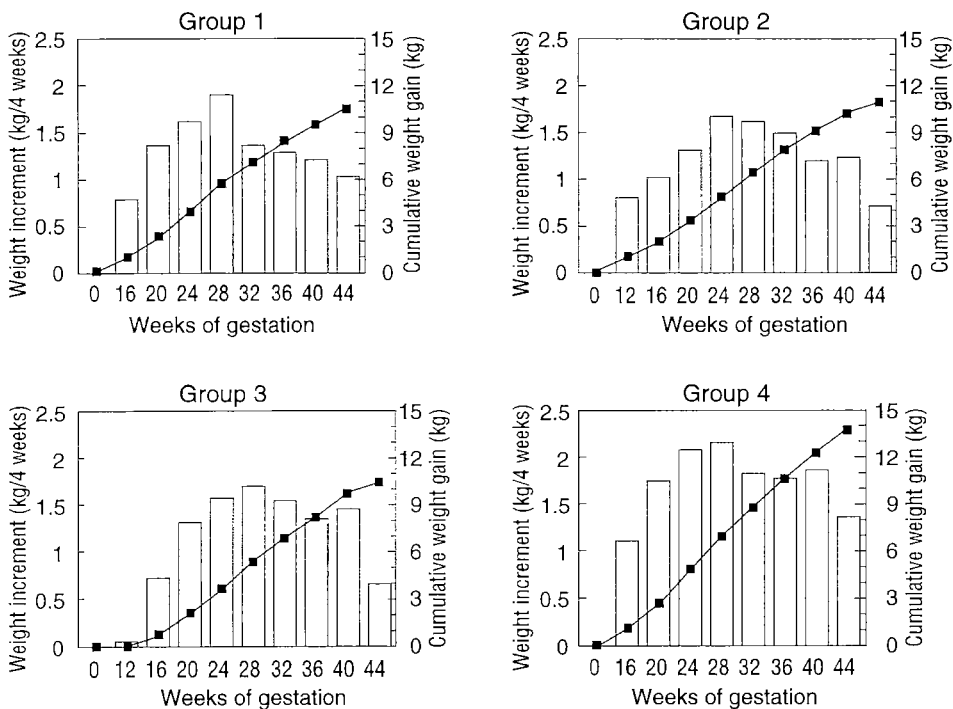 Group 1
Weight increment (kg/4 weeks)
2.5
2
1.5
1
0.5
0
15
12
9
6
3
0
Cumulative weight gain (kg)
0 16 20 24 28 32 36 40 44
Weeks of gestation
Group 2
Weight increment (kg/4 weeks)
2.5
2
1.5
1
0.5
0
15
12
9
6
3
0
Cumulative weight gain (kg)
0 12 16 20 24 28 32 36 40 44
Weeks of gestation
Group 3
Weight increment (kg/4 weeks)
2.5
2
1.5
1
0.5
0
15
12
9
6
3
0
Cumulative weight gain (kg)
0 12 16 20 24 28 32 36 40 44
Weeks of gestation
Group 4
Weight increment (kg/4 weeks)
2.5
2
1.5
1
0.5
0
15
12
9
6
3
0
Cumulative weight gain (kg)
0 16 20 24 28 32 36 40 44
Weeks of gestation